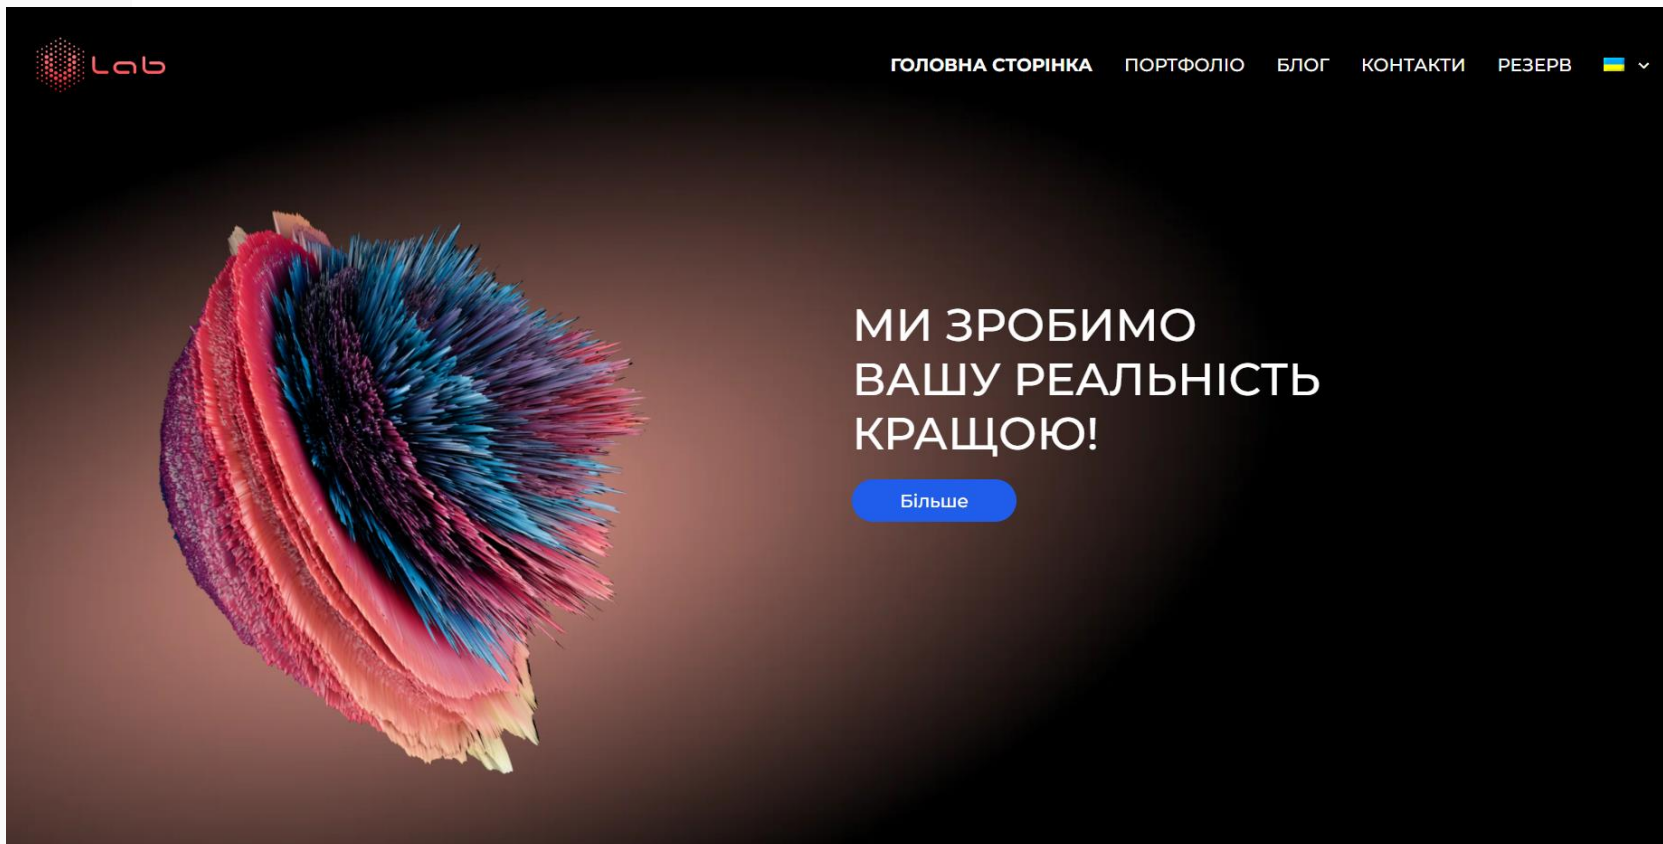 Lab
ГОЛОВНА СТОРІНКА ПОРТФОЛІО БЛОГ КОНТАКТИ РЕЗЕРВ
МИ ЗРОБИМО
ВАШУ РЕАЛЬНІСТЬ
КРАЩОЮ!
Більше